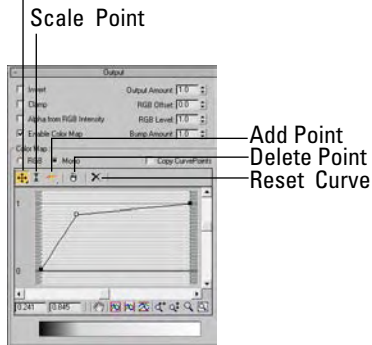 Scale Point
Output
Invert Output Amount 1.0
Clamp RGB Offset 0.0
Alpha from RGB Intensity RGB Level 1.0
Enable Color Map Bump Amount 1.0
Color Map
RGB Mono Copy CurvePoints
Add Point
Delete Point
Reset Curve
1
0
0.241 0.845